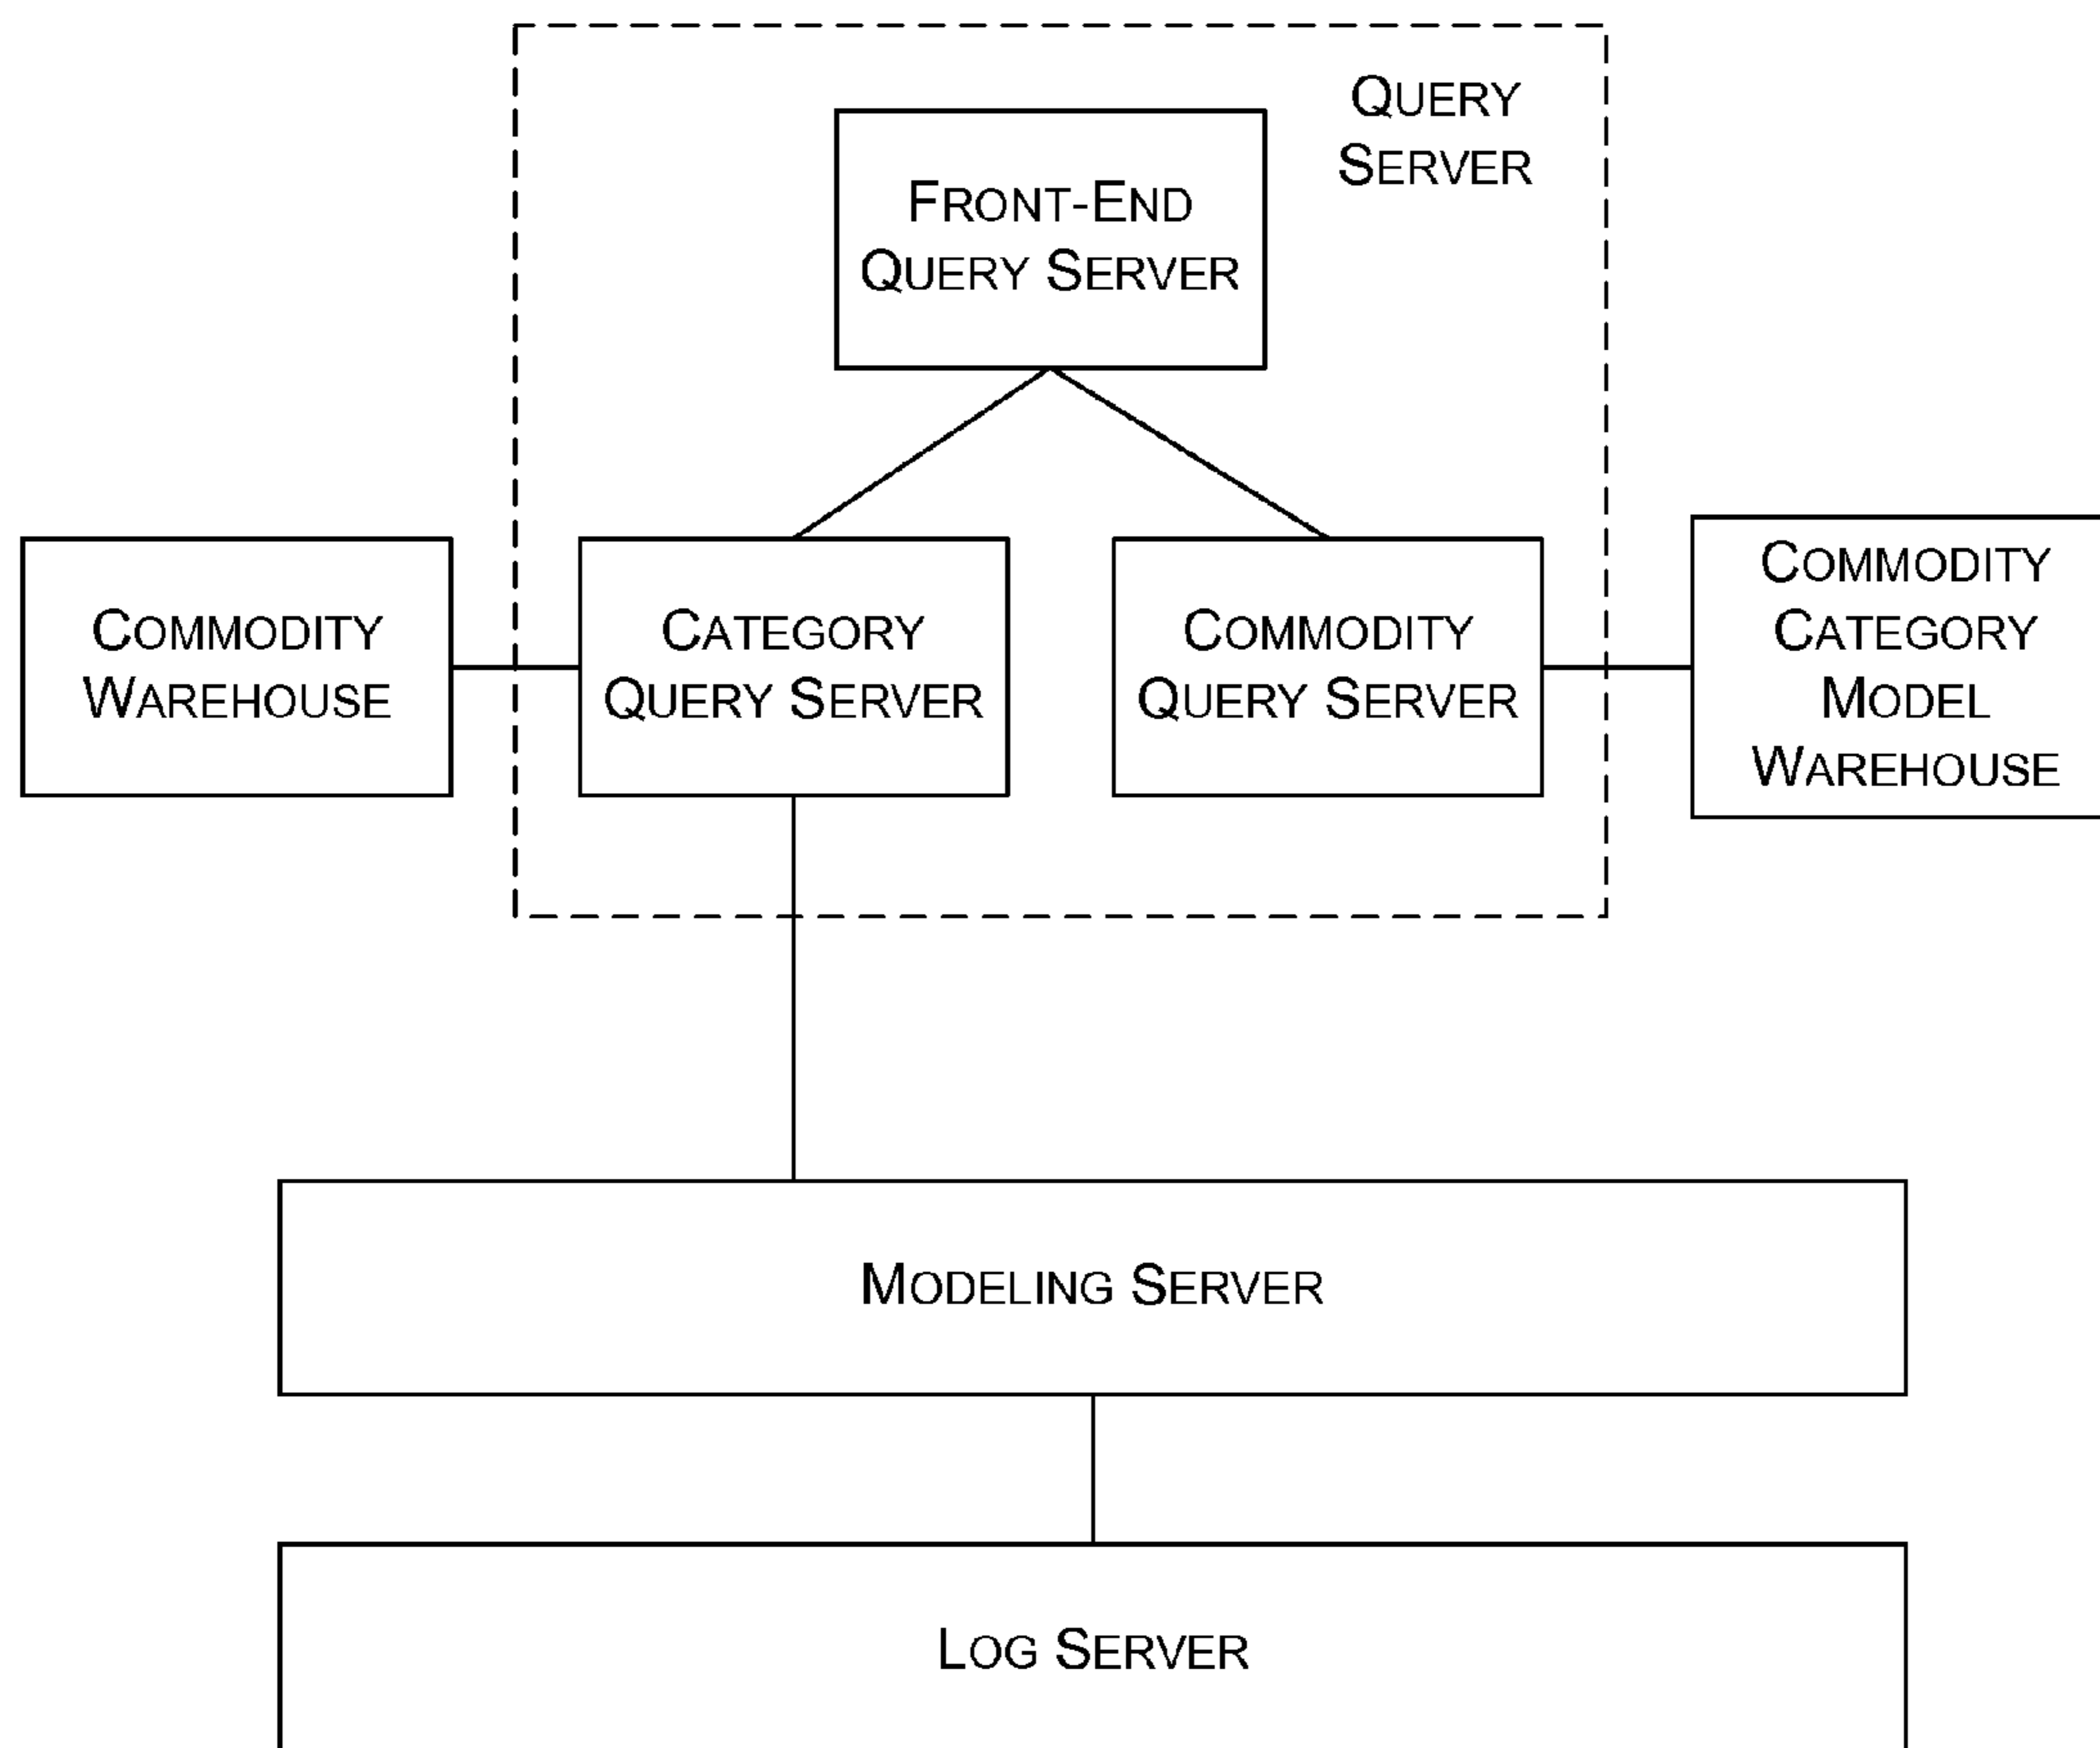 QUERY
SERVER
FRONT-END
QUERY SERVER
COMMODITY
WAREHOUSE
CATEGORY
QUERY SERVER
COMMODITY
QUERY SERVER
COMMODITY
CATEGORY
MODEL
WAREHOUSE
MODELING SERVER
LOG SERVER